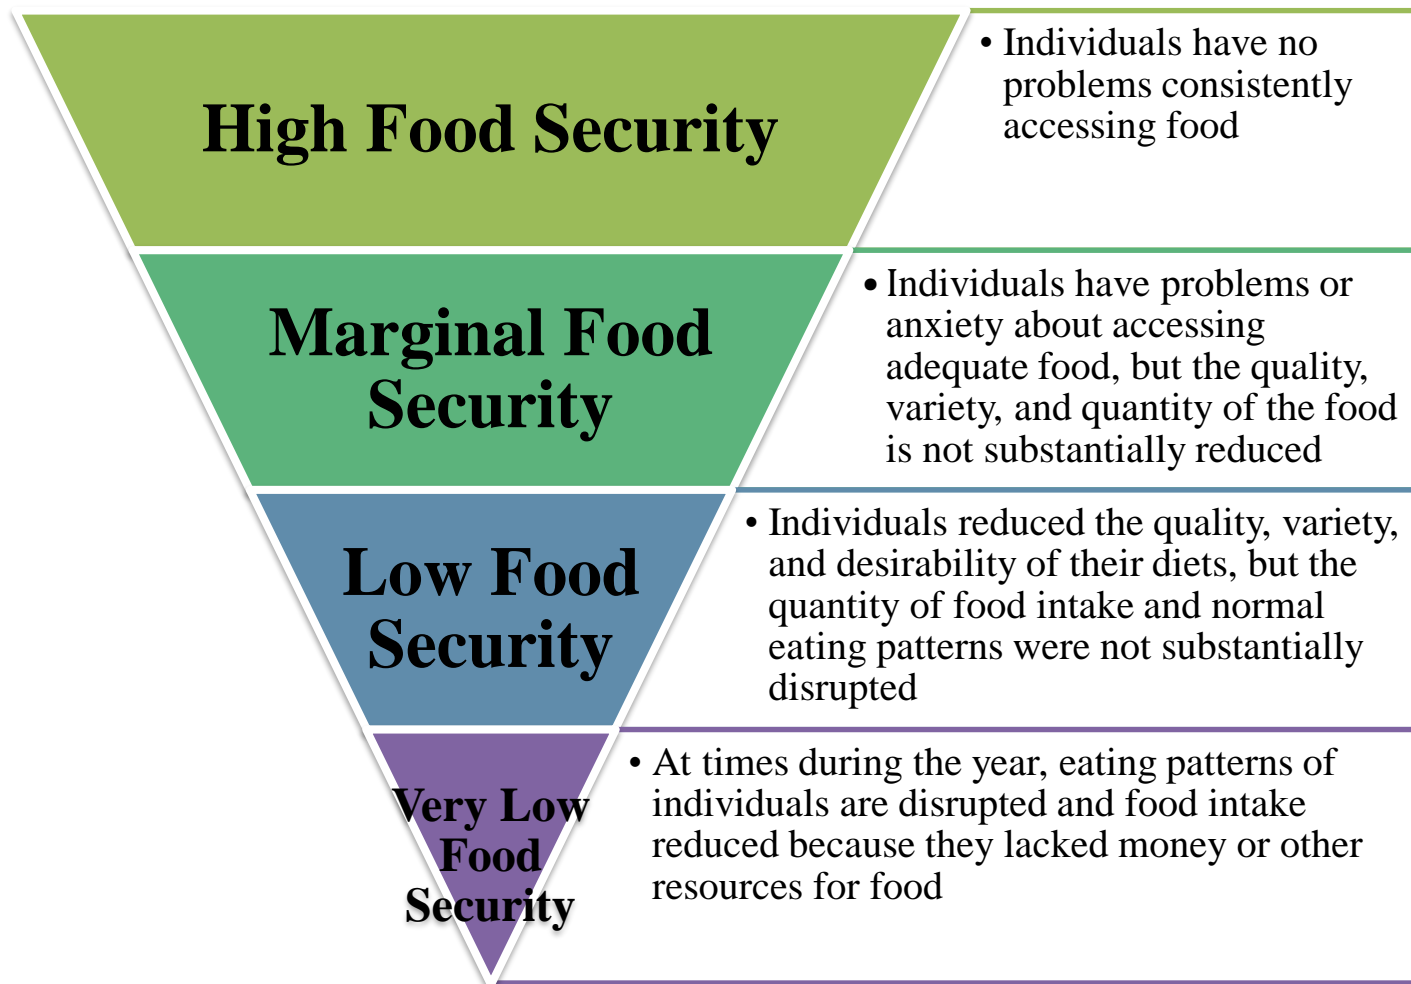 High Food Security
• Individuals have no
problems consistently
accessing food
Marginal Food
Security
• Individuals have problems or
anxiety about accessing
adequate food, but the quality,
variety, and quantity of the food
is not substantially reduced
Low Food
Security
• Individuals reduced the quality, variety,
and desirability of their diets, but the
quantity of food intake and normal
eating patterns were not substantially
disrupted
Very Low
Food
Security
• At times during the year, eating patterns of
individuals are disrupted and food intake
reduced because they lacked money or other
resources for food